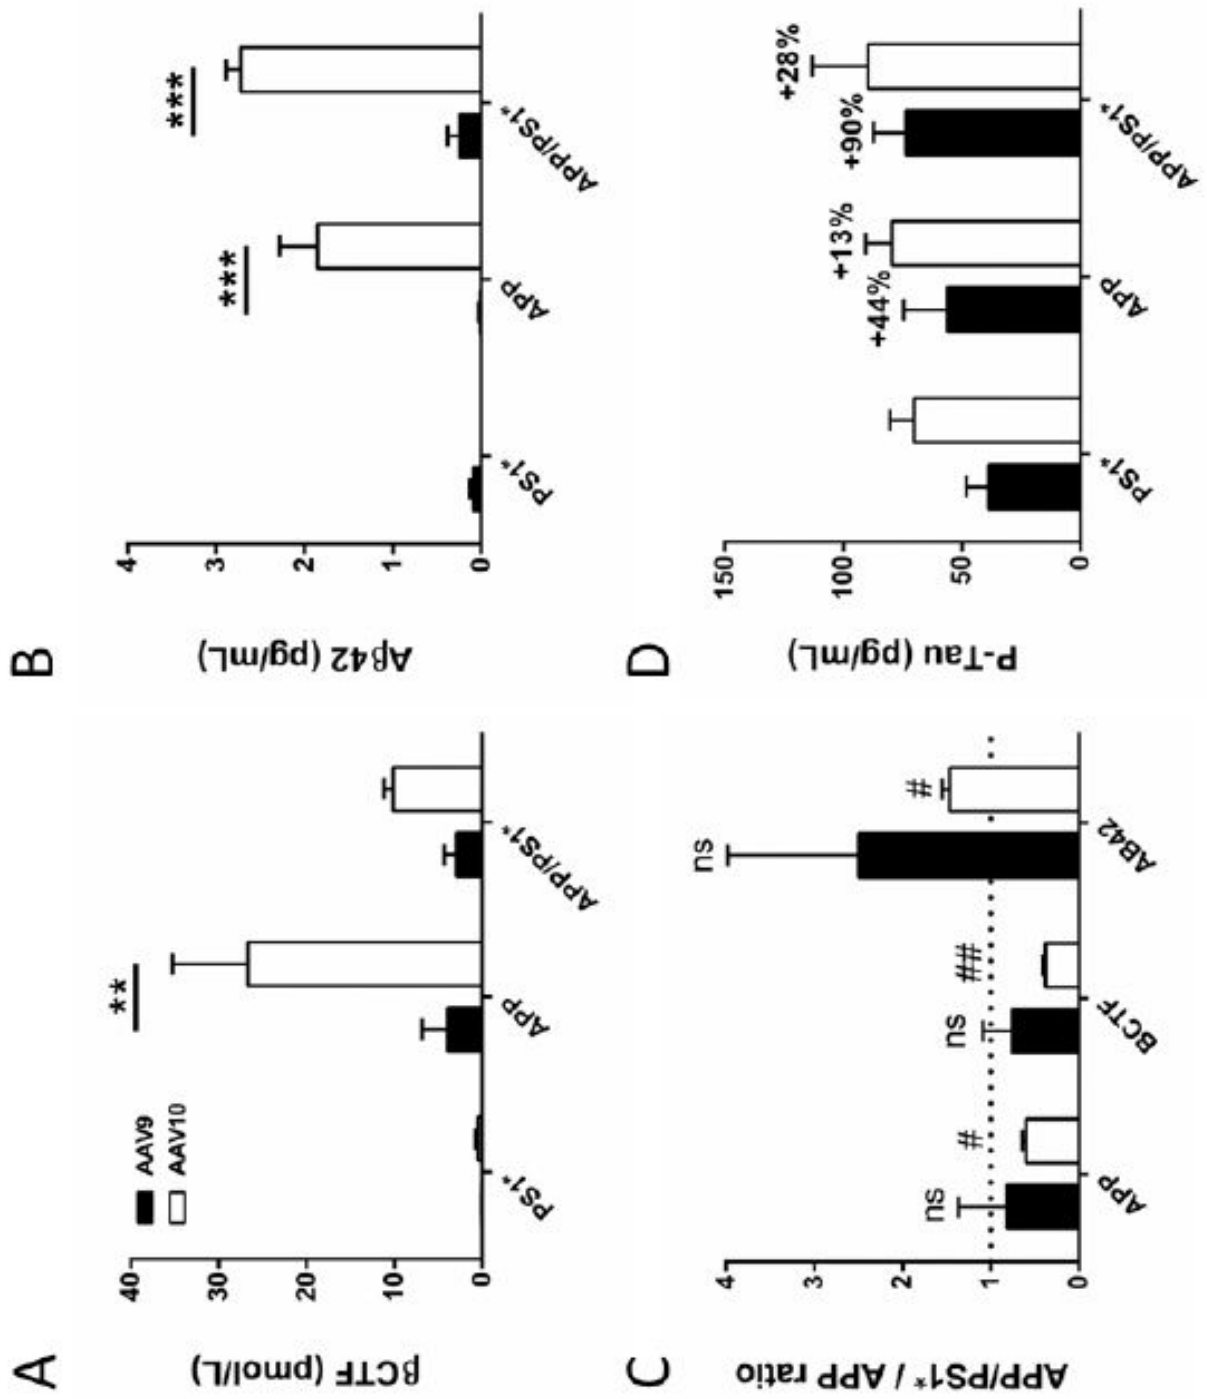 A
βCTF (pmol/L)
40
30
20
10
0
AAV9
AAV10
**
PS1*
APP
APP/PS1*
B
Aβ42 (pg/mL)
4
3
2
1
0
***
***
PS1*
APP
APP/PS1*
C
APP/PS1* / APP ratio
4
3
2
1
0
ns
#
ns
##
ns
#
APP
BCTF
AB42
D
P-Tau (pg/mL)
150
100
50
0
+44%
+13%
+90%
+28%
PS1*
APP
APP/PS1*